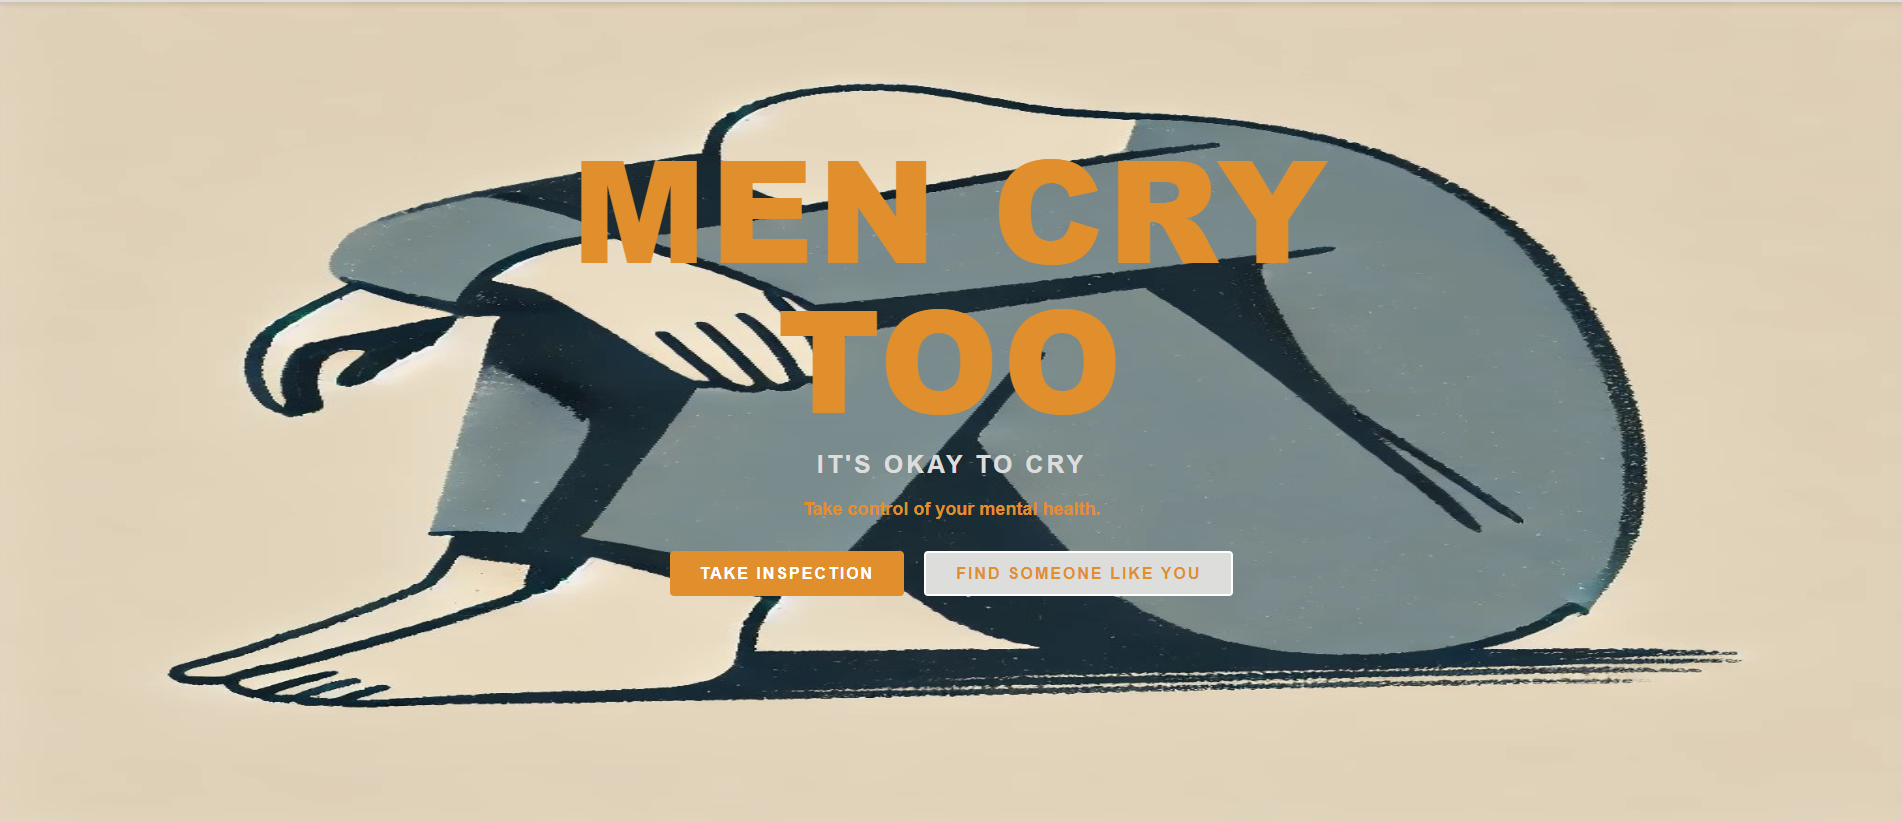 MEN CRY
TOO
IT'S OKAY TO CRY
Take control of your mental health.
TAKE INSPECTION
FIND SOMEONE LIKE YOU